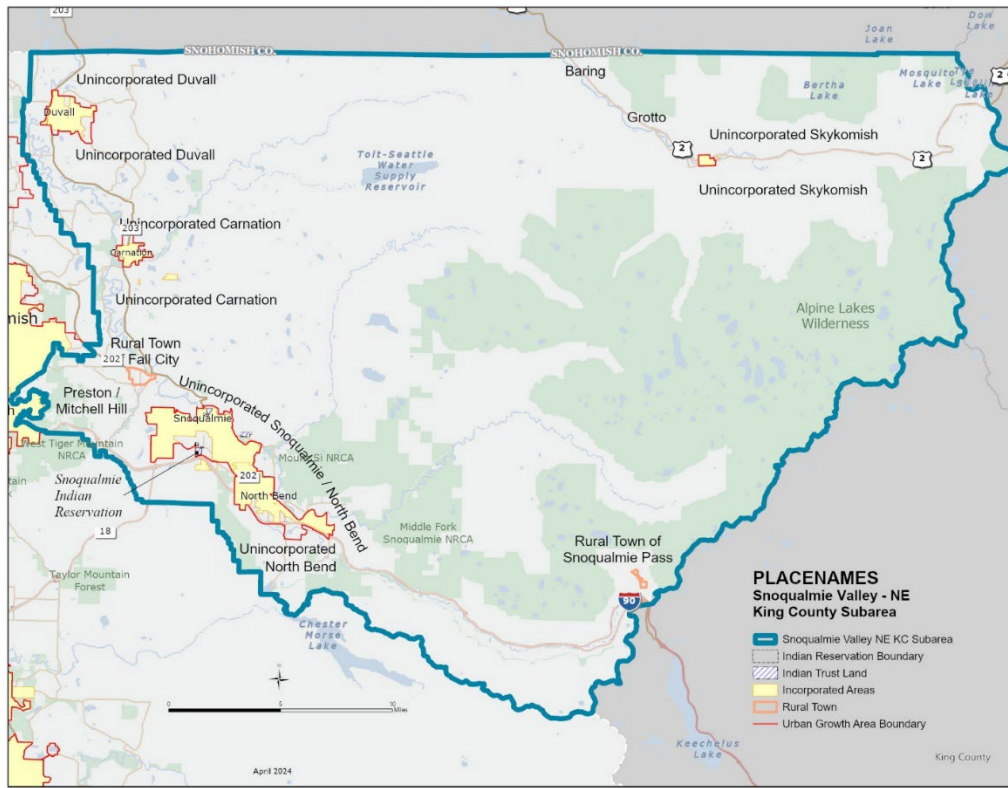 203
2
Joan
Lake
Dow
Lake
SNOHOMISH CO.
SNOHOMISH CO.
Unincorporated Duvall
Baring
Mosquito
Lake
2
Bertha
Lake
Duvall
Grotto
Unincorporated Skykomish
2
2
Unincorporated Duvall
Tolt-Seattle
Water
Supply
Reservoir
Unincorporated Skykomish
Unincorporated Carnation
203
Carnation
Unincorporated Carnation
Alpine Lakes
Wilderness
mish
Rural Town
Fall City
202
Unincorporated Snoqualmie / North Bend
Preston /
Mitchell Hill
Snoqualmie
West Tiger Mountain
NRCA
Mount Si NRCA
Snoqualmie
Indian
Reservation
202
North Bend
18
Middle Fork
Snoqualmie NRCA
Unincorporated
North Bend
Rural Town of
Snoqualmie Pass
90
Taylor Mountain
Forest
Chester
Morse
Lake
PLACENAMES
Snoqualmie Valley - NE
King County Subarea
Snoqualmie Valley NE KC Subarea
Indian Reservation Boundary
Indian Trust Land
Incorporated Areas
Rural Town
Urban Growth Area Boundary
0 5 10
Miles
Keechelus
Lake
King County
April 2024